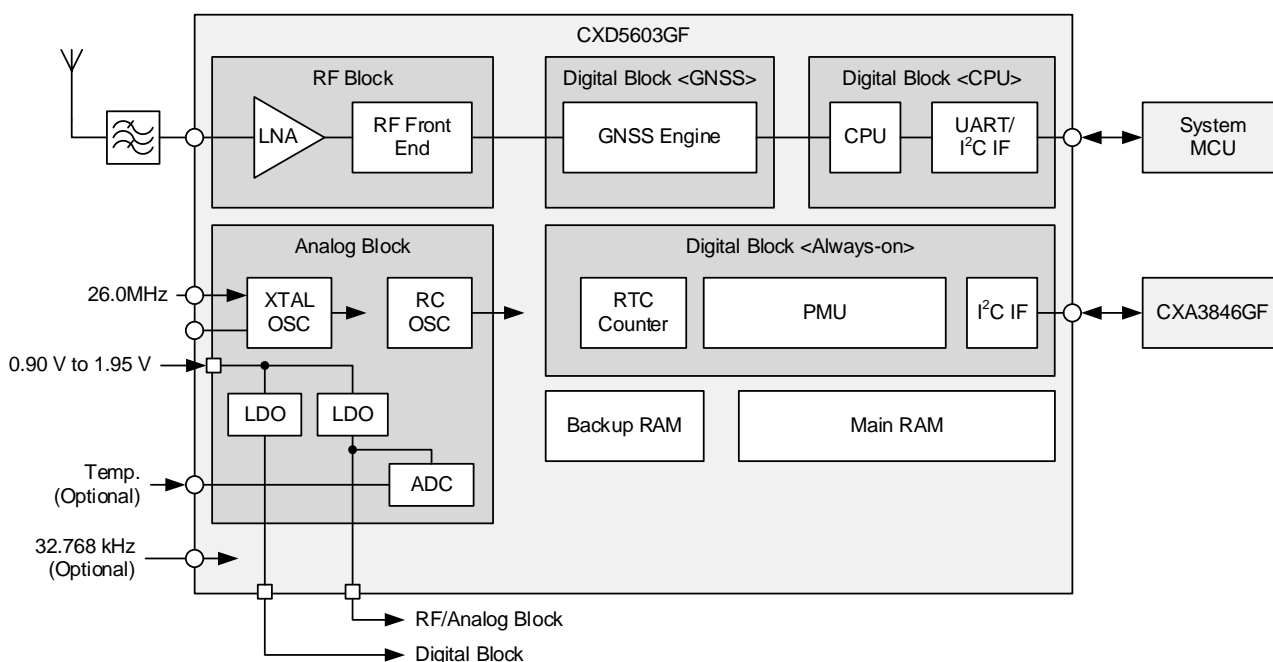 CXD5603GF
RF Block
LNA
RF Front
End
Digital Block <GNSS>
GNSS Engine
Digital Block <CPU>
CPU
UART/
I²C IF
System
MCU
Analog Block
26.0MHz
XTAL
OSC
RC
OSC
0.90 V to 1.95 V
LDO
LDO
Temp.
(Optional)
ADC
32.768 kHz
(Optional)
Digital Block <Always-on>
RTC
Counter
PMU
I²C IF
CXA3846GF
Backup RAM
Main RAM
RF/Analog Block
Digital Block